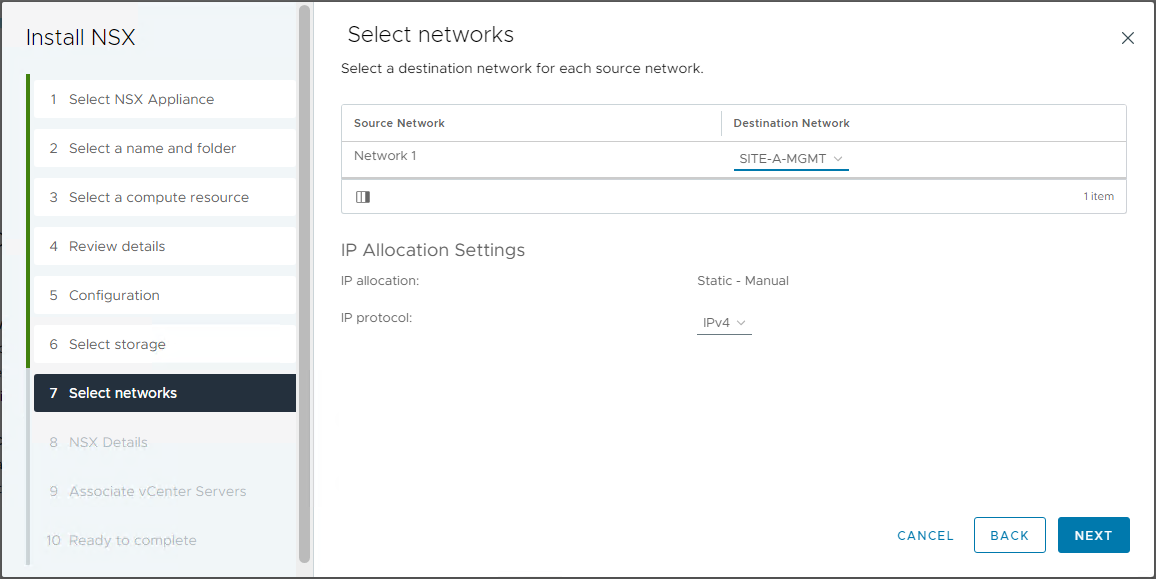 Install NSX
1 Select NSX Appliance
2 Select a name and folder
3 Select a compute resource
4 Review details
5 Configuration
6 Select storage
7 Select networks
8 NSX Details
9 Associate vCenter Servers
10 Ready to complete
Select networks
Select a destination network for each source network.
Source Network Destination Network
Network 1 SITE-A-MGMT
1 item
IP Allocation Settings
IP allocation: Static - Manual
IP protocol: IPv4
CANCEL BACK NEXT